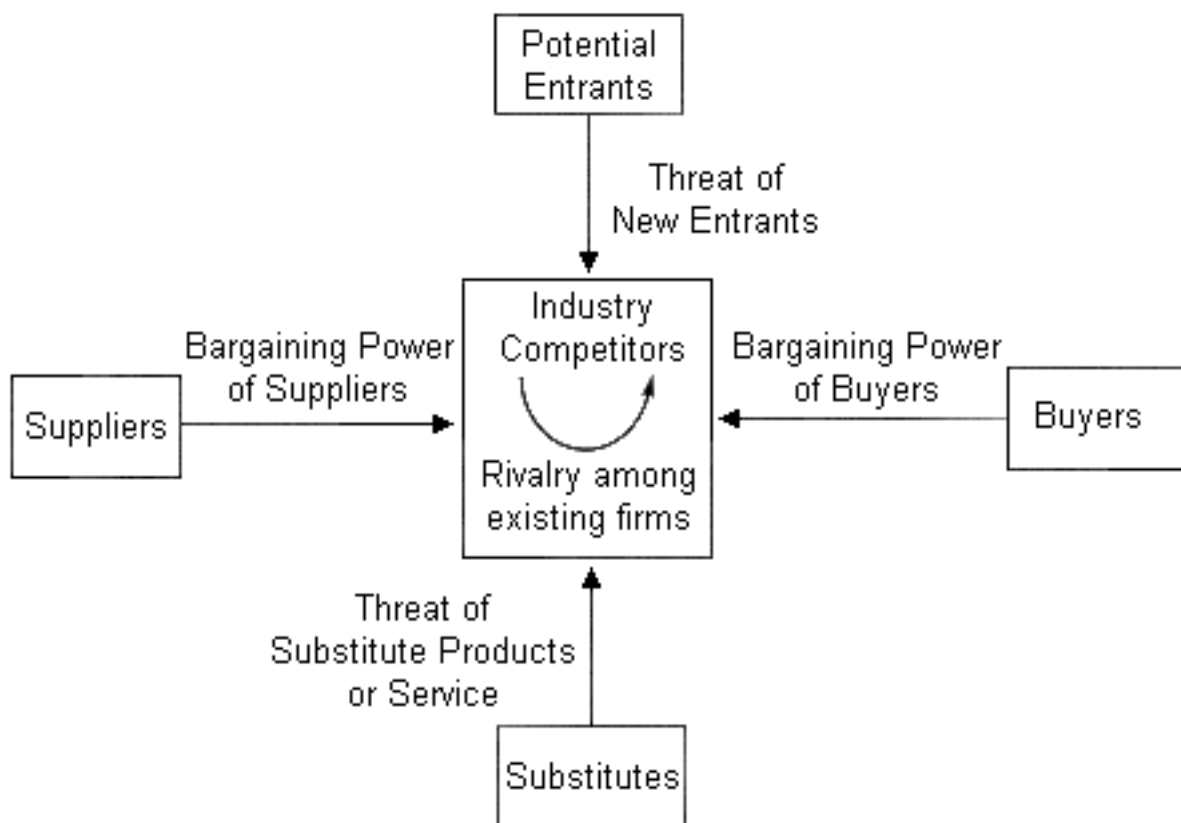 Potential
Entrants
Threat of
New Entrants
Industry
Competitors
Bargaining Power
of Suppliers
Bargaining Power
of Buyers
Suppliers
Buyers
Rivalry among
existing firms
Threat of
Substitute Products
or Service
Substitutes